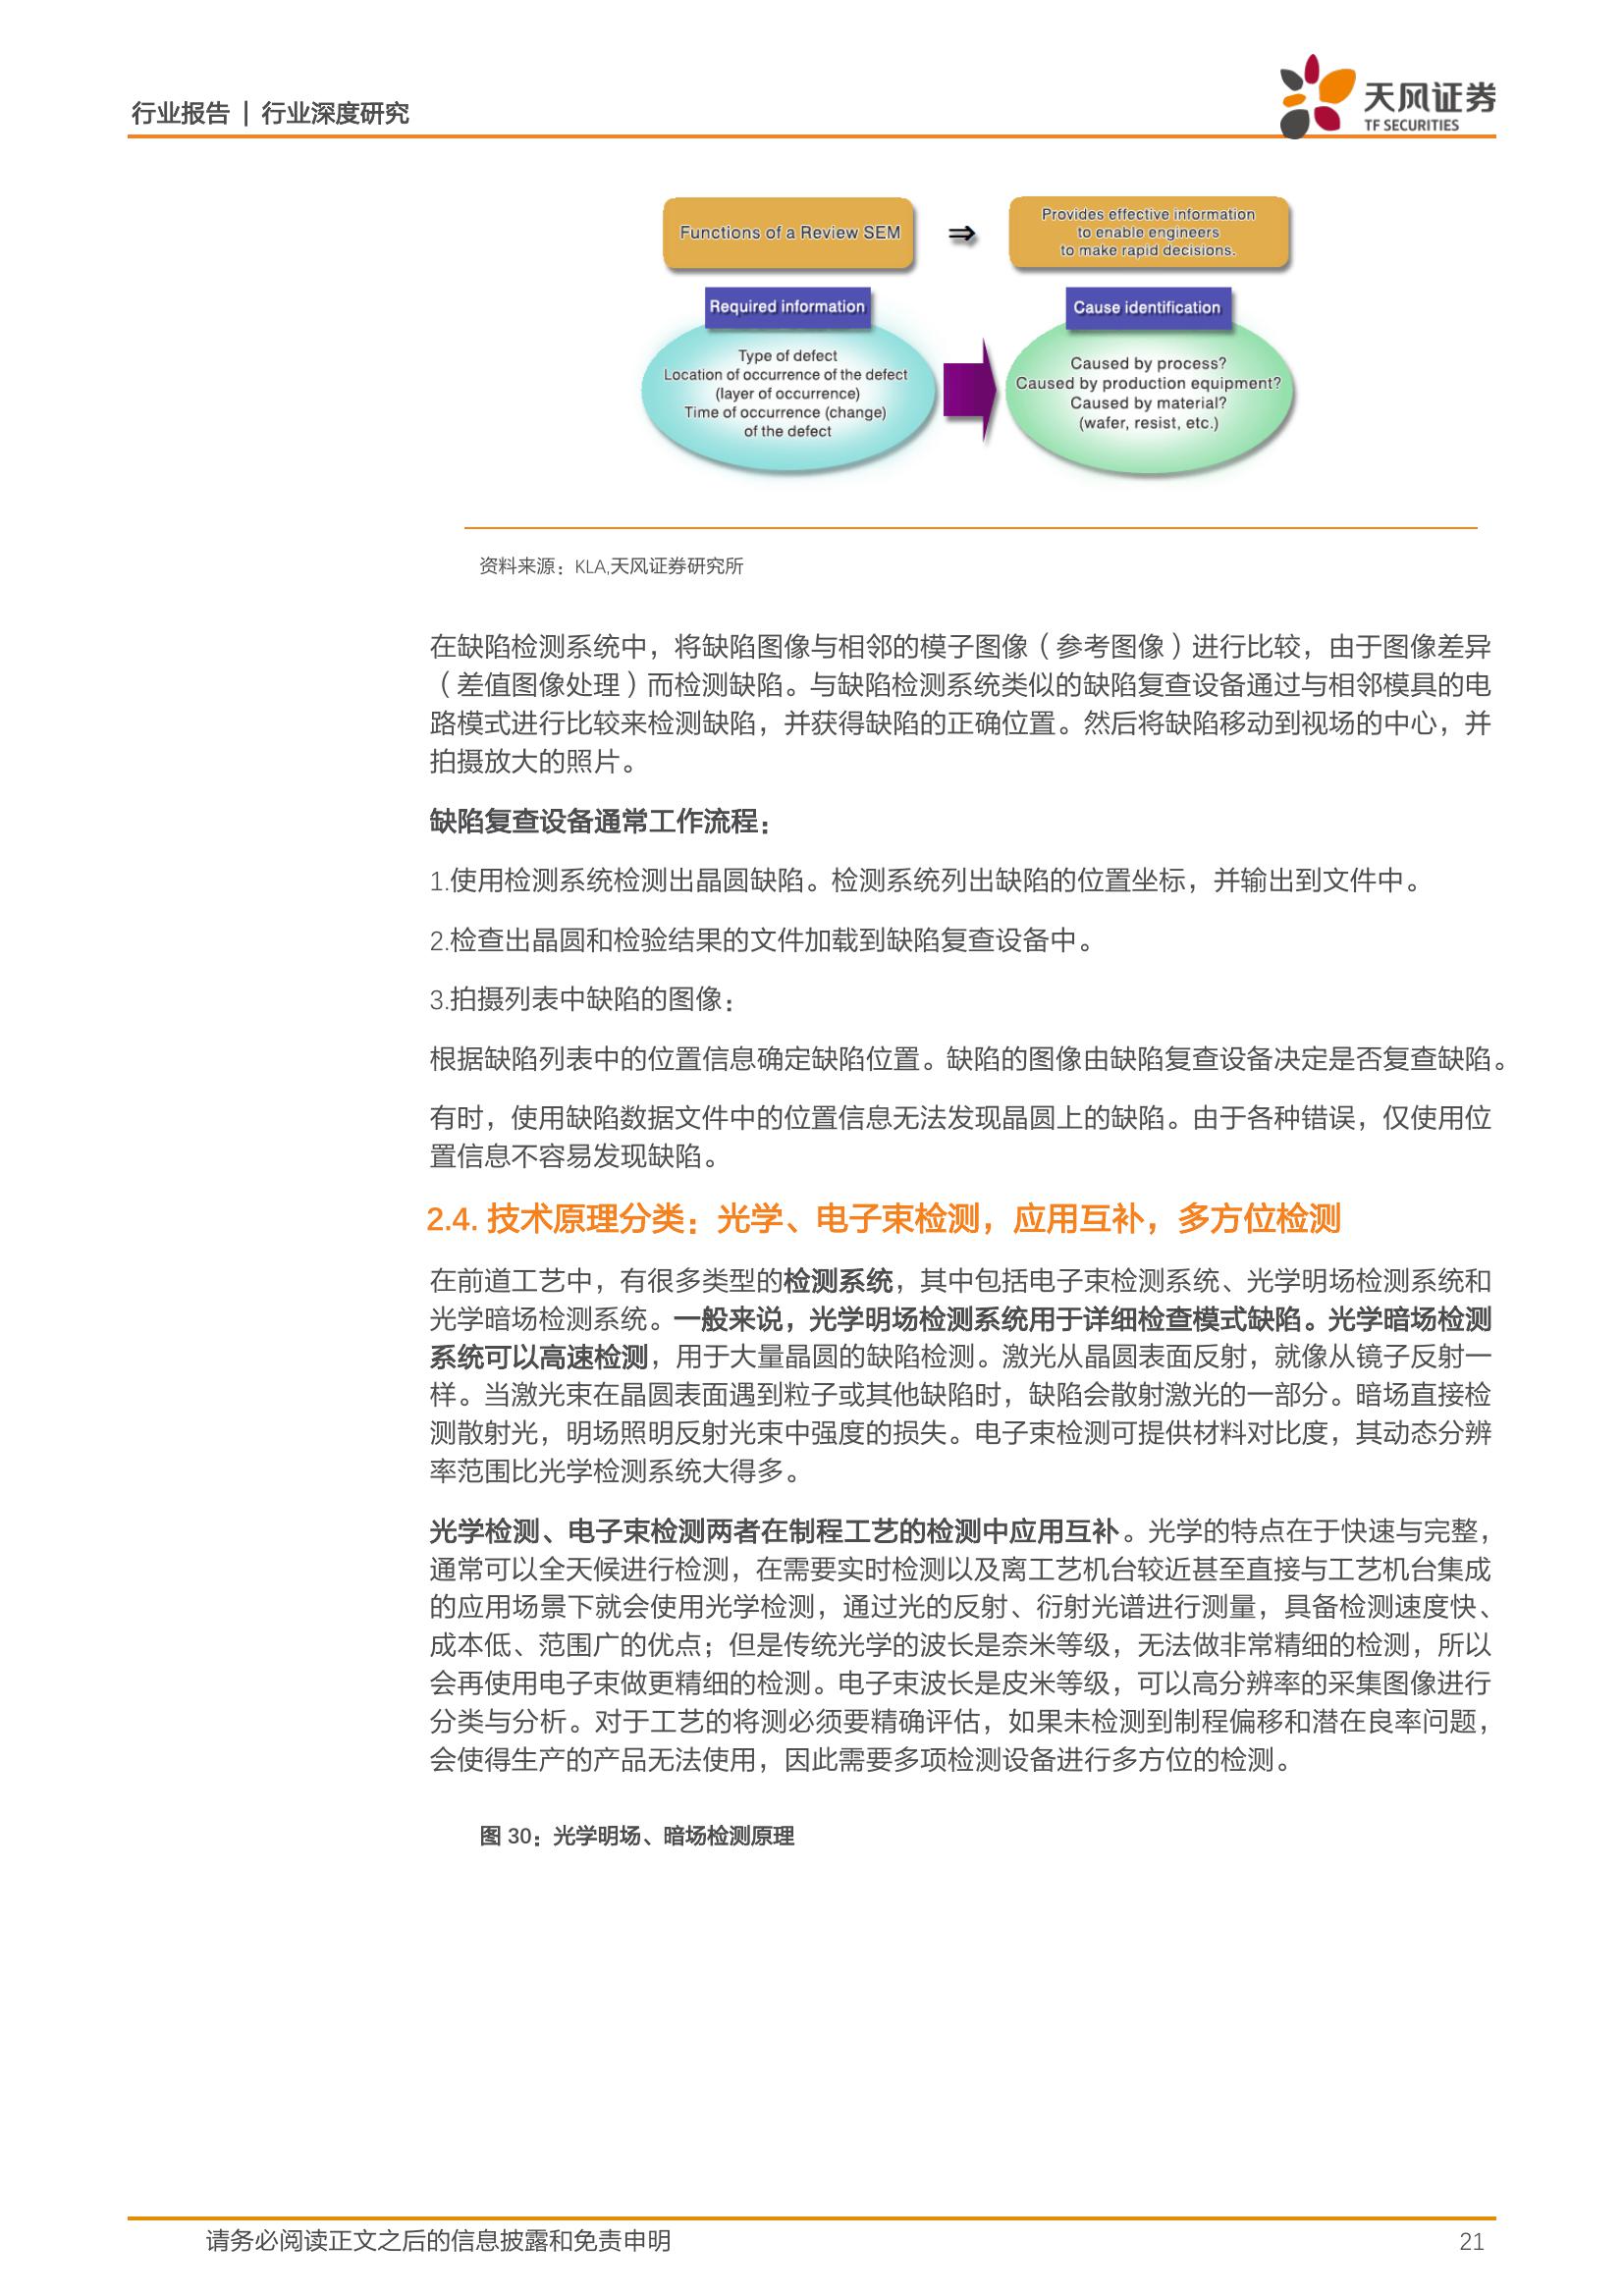 行业报告 | 行业深度研究
天风证券
TF SECURITIES
Functions of a Review SEM
⇒
Provides effective information
to enable engineers
to make rapid decisions.
Required information
Type of defect
Location of occurrence of the defect
(layer of occurrence)
Time of occurrence (change)
of the defect
Cause identification
Caused by process?
Caused by production equipment?
Caused by material?
(wafer, resist, etc.)
资料来源：KLA,天风证券研究所
在缺陷检测系统中，将缺陷图像与相邻的模子图像（参考图像）进行比较，由于图像差异
（差值图像处理）而检测缺陷。与缺陷检测系统类似的缺陷复查设备通过与相邻模具的电
路模式进行比较来检测缺陷，并获得缺陷的正确位置。然后将缺陷移动到视场的中心，并
拍摄放大的照片。
缺陷复查设备通常工作流程：
1.使用检测系统检测出晶圆缺陷。检测系统列出缺陷的位置坐标，并输出到文件中。
2.检查出晶圆和检验结果的文件加载到缺陷复查设备中。
3.拍摄列表中缺陷的图像：
根据缺陷列表中的位置信息确定缺陷位置。缺陷的图像由缺陷复查设备决定是否复查缺陷。
有时，使用缺陷数据文件中的位置信息无法发现晶圆上的缺陷。由于各种错误，仅使用位
置信息不容易发现缺陷。
2.4. 技术原理分类：光学、电子束检测，应用互补，多方位检测
在前道工艺中，有很多类型的检测系统，其中包括电子束检测系统、光学明场检测系统和
光学暗场检测系统。一般来说，光学明场检测系统用于详细检查模式缺陷。光学暗场检测
系统可以高速检测，用于大量晶圆的缺陷检测。激光从晶圆表面反射，就像从镜子反射一
样。当激光束在晶圆表面遇到粒子或其他缺陷时，缺陷会散射激光的一部分。暗场直接检
测散射光，明场照明反射光束中强度的损失。电子束检测可提供材料对比度，其动态分辨
率范围比光学检测系统大得多。
光学检测、电子束检测两者在制程工艺的检测中应用互补。光学的特点在于快速与完整，
通常可以全天候进行检测，在需要实时检测以及离工艺机台较近甚至直接与工艺机台集成
的应用场景下就会使用光学检测，通过光的反射、衍射光谱进行测量，具备检测速度快、
成本低、范围广的优点；但是传统光学的波长是奈米等级，无法做非常精细的检测，所以
会再使用电子束做更精细的检测。电子束波长是皮米等级，可以高分辨率的采集图像进行
分类与分析。对于工艺的将测必须要精确评估，如果未检测到制程偏移和潜在良率问题，
会使得生产的产品无法使用，因此需要多项检测设备进行多方位的检测。
图 30：光学明场、暗场检测原理
请务必阅读正文之后的信息披露和免责申明
21